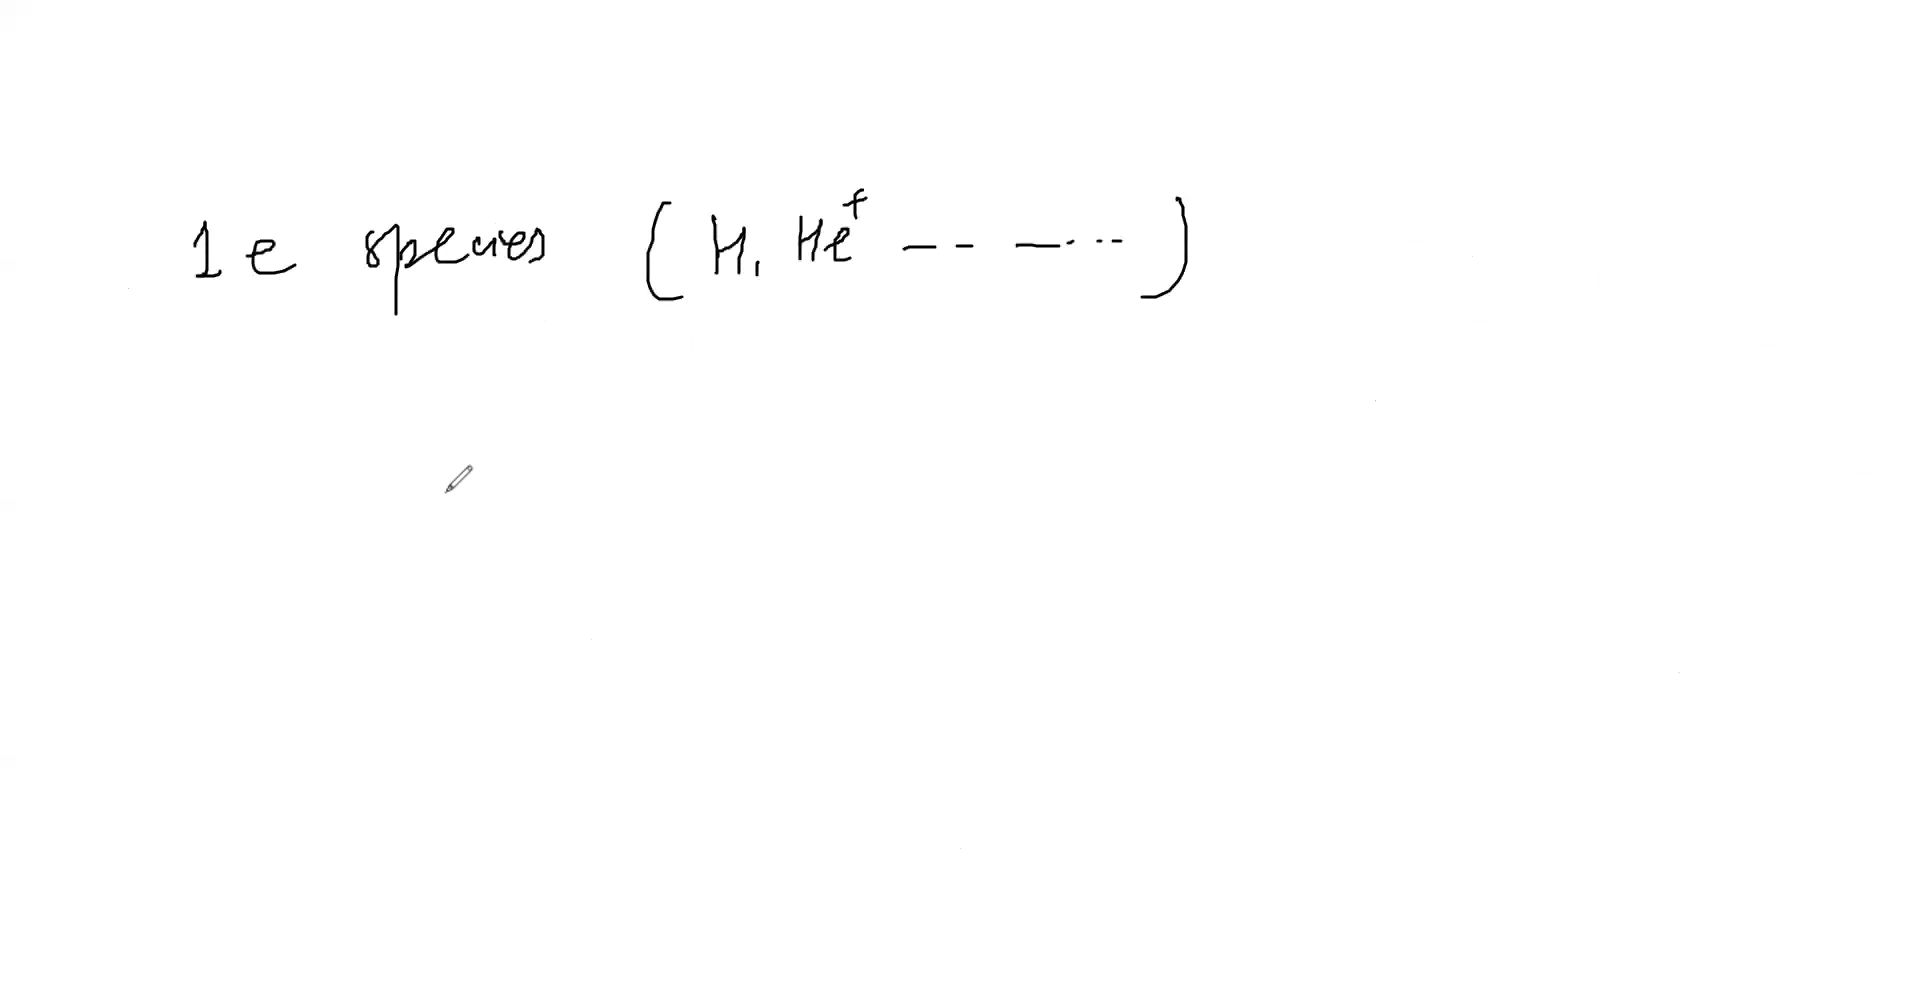 1e species ( H, He⁺ -- -- --- )